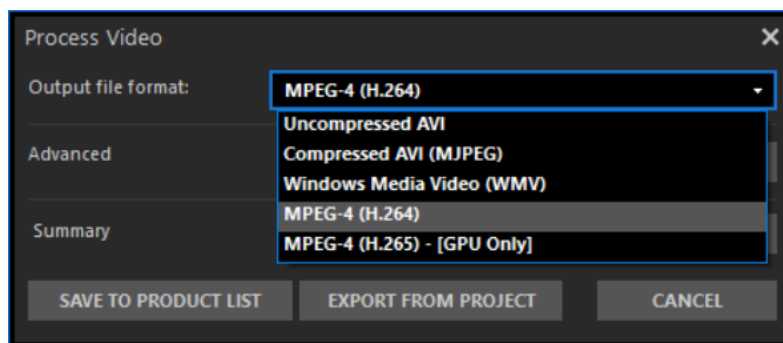 Process Video
Output file format:
MPEG-4 (H.264)
Uncompressed AVI
Compressed AVI (MJPEG)
Advanced
Windows Media Video (WMV)
MPEG-4 (H.264)
Summary
MPEG-4 (H.265) - [GPU Only]
SAVE TO PRODUCT LIST
EXPORT FROM PROJECT
CANCEL